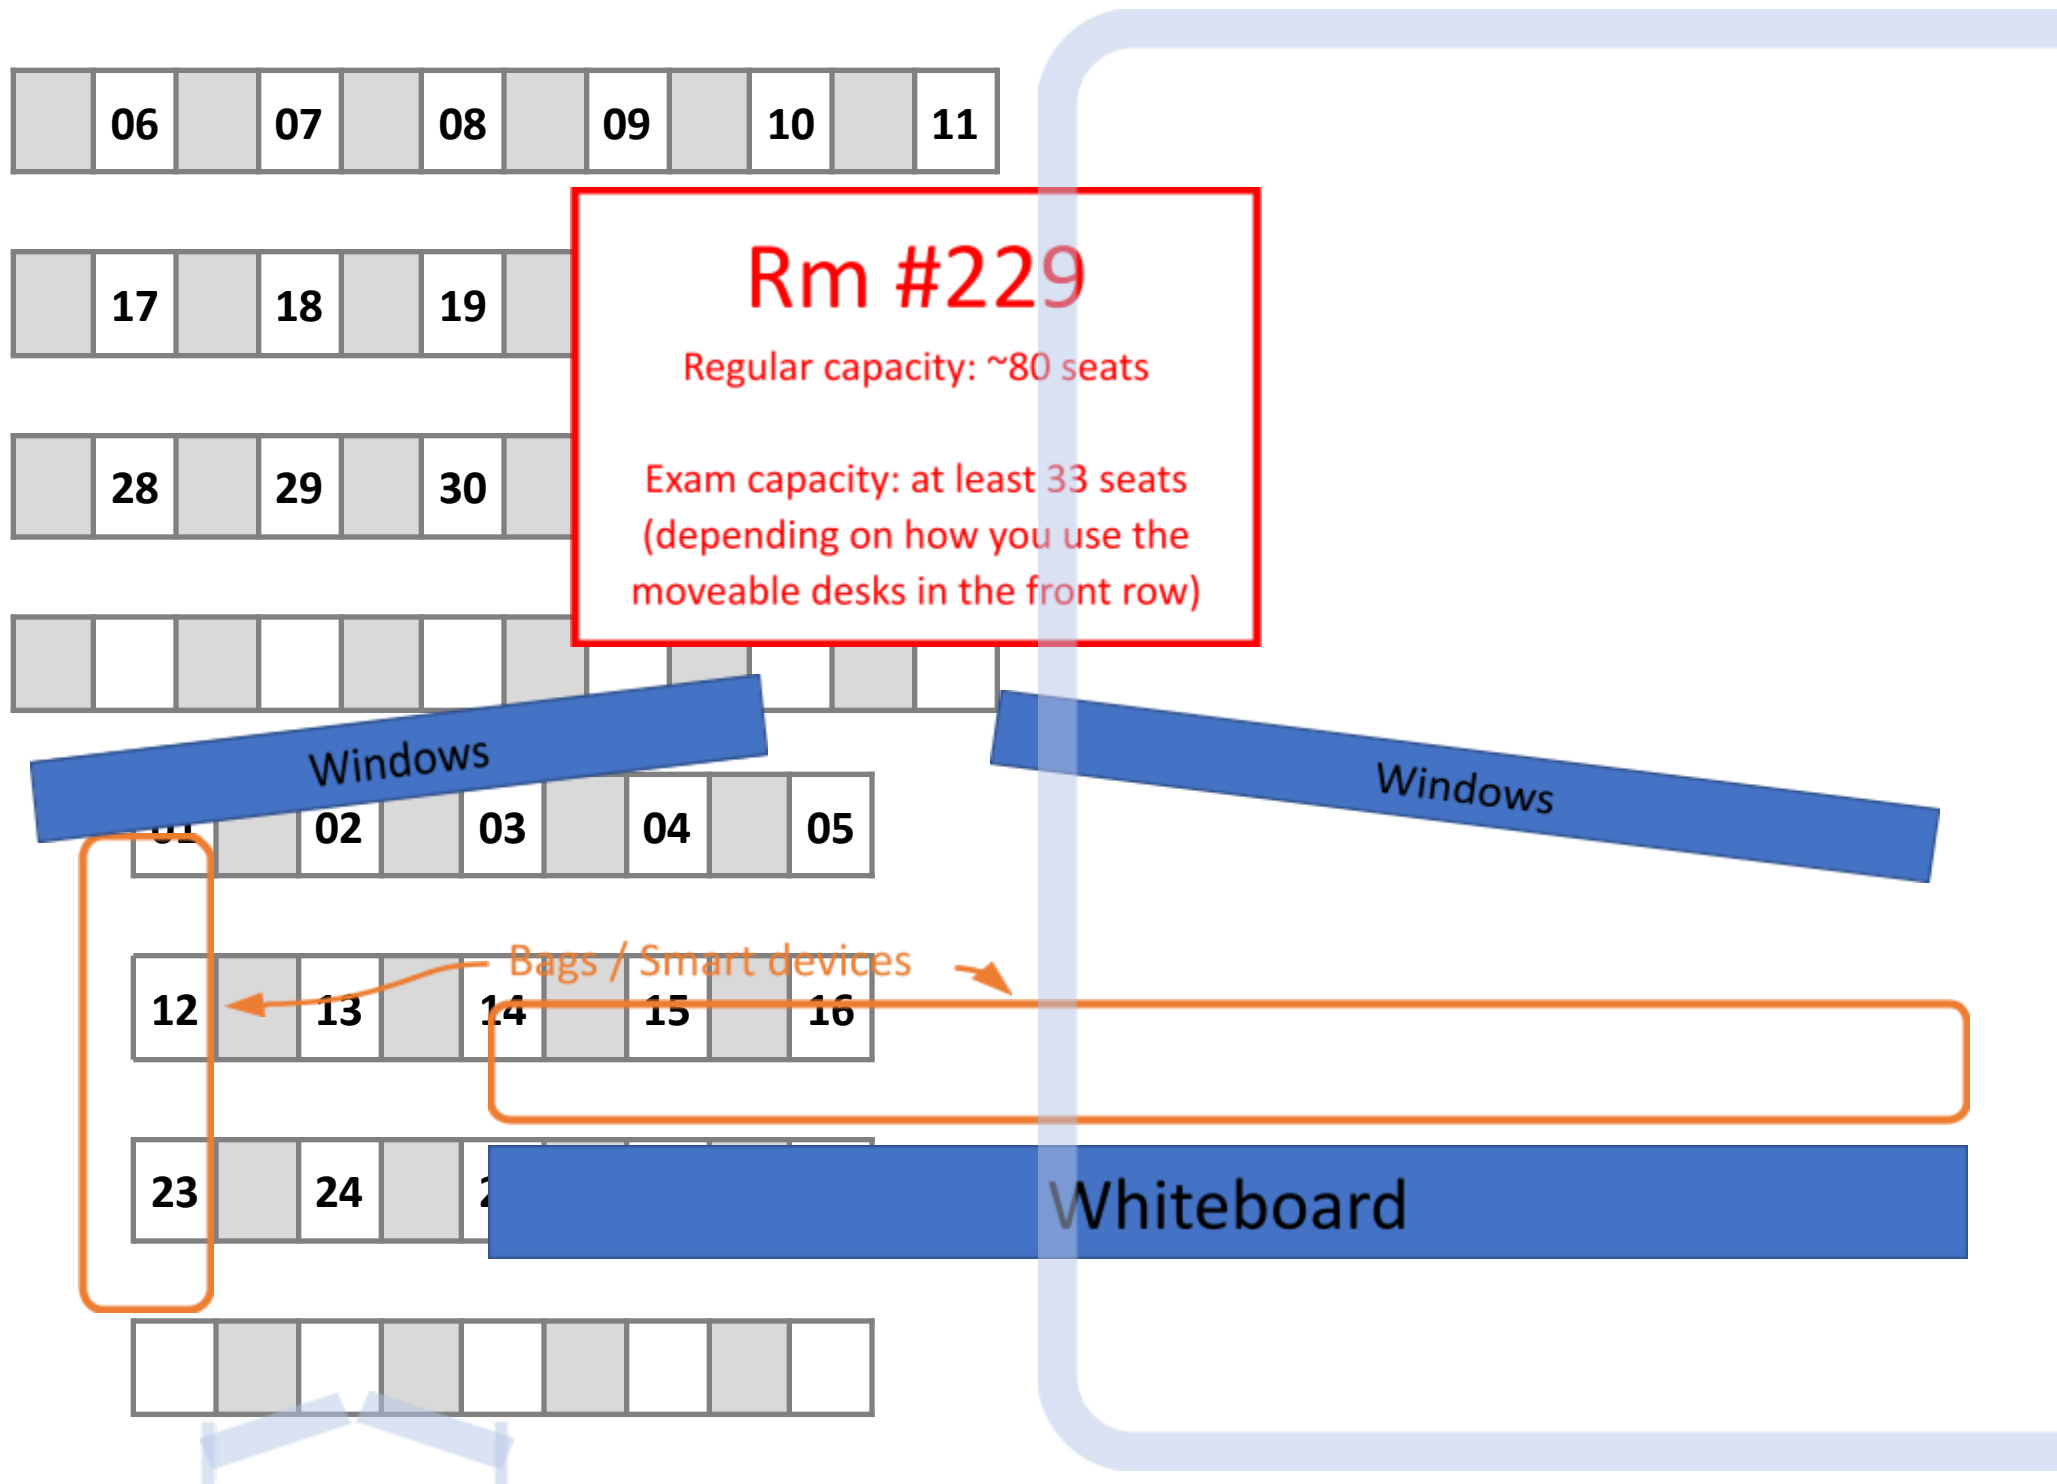 06 07 08 09 10 11
Rm #229
17 18 19
Regular capacity: ~80 seats
28 29 30
Exam capacity: at least 33 seats
(depending on how you use the
moveable desks in the front row)
Windows
Windows
01 02 03 04 05
Bags / Smart devices
12 13 14 15 16
23 24
Whiteboard